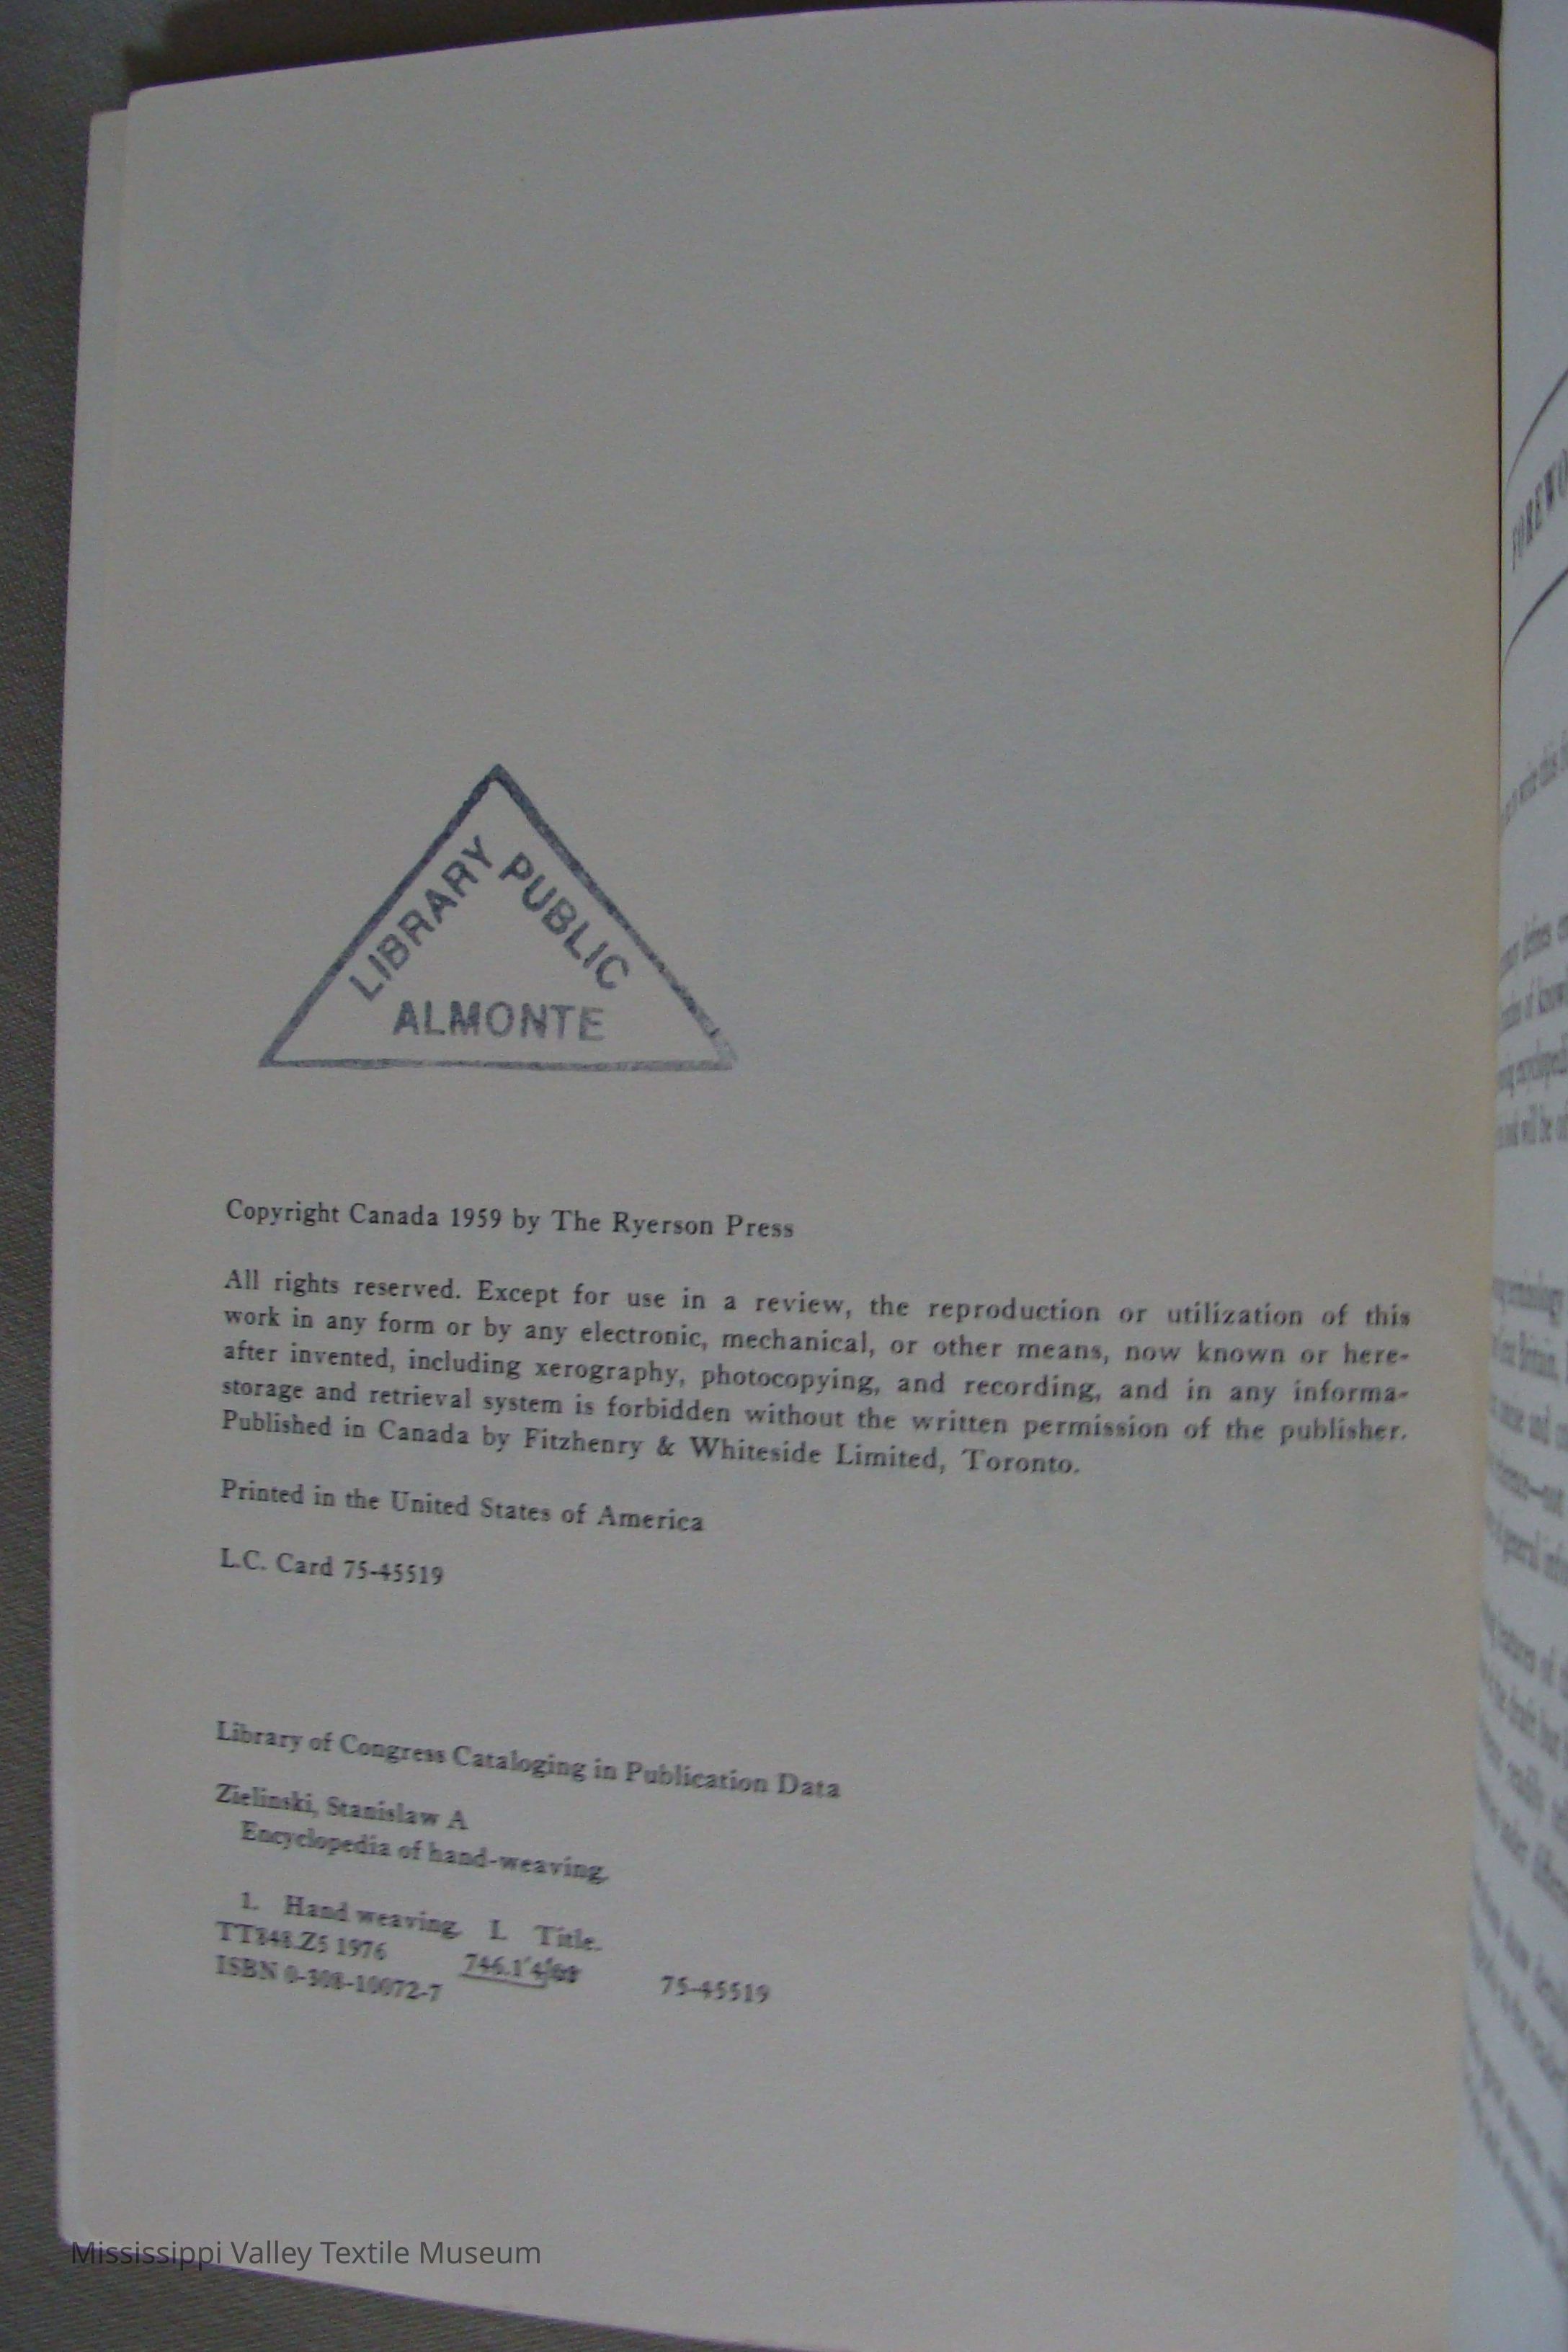 LIBRARY
PUBLIC
ALMONTE
Copyright Canada 1959 by The Ryerson Press
All rights reserved. Except for use in a review, the reproduction or utilization of this
work in any form or by any electronic, mechanical, or other means, now known or here-
after invented, including xerography, photocopying, and recording, and in any informa-
storage and retrieval system is forbidden without the written permission of the publisher.
Published in Canada by Fitzhenry & Whiteside Limited, Toronto.
Printed in the United States of America
L.C. Card 75-45519
Library of Congress Cataloging in Publication Data
Zielinski, Stanislaw A
Encyclopedia of hand-weaving.
1. Hand weaving. I. Title.
TT848.Z5 1976 746.1'4 75-45519
ISBN 0-308-10072-7
Mississippi Valley Textile Museum